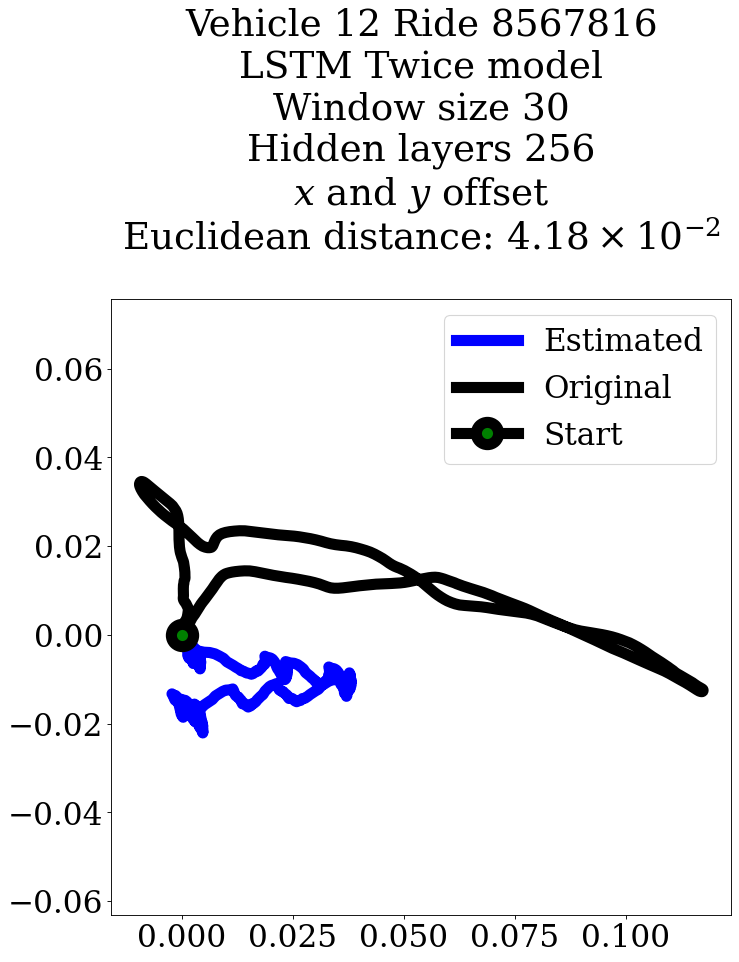 Vehicle 12 Ride 8567816
LSTM Twice model
Window size 30
Hidden layers 256
x and y offset
Euclidean distance: 4.18 × 10⁻²
Estimated
Original
Start
0.06
0.04
0.02
0.00
−0.02
−0.04
−0.06
0.000 0.025 0.050 0.075 0.100